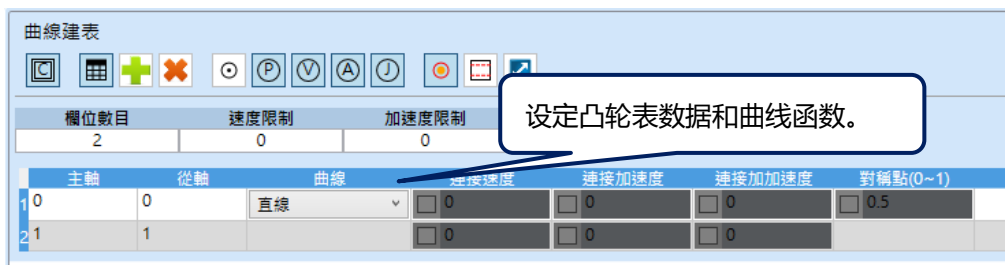 曲線建表
C P V A J
欄位數目 速度限制 加速度限制
2 0 0
设定凸轮表数据和曲线函数。
主軸 從軸 曲線 連接速度 連接加速度 連接加加速度 對稱點(0~1)
1 0 0 直線 0 0 0 0.5
2 1 1 0 0 0